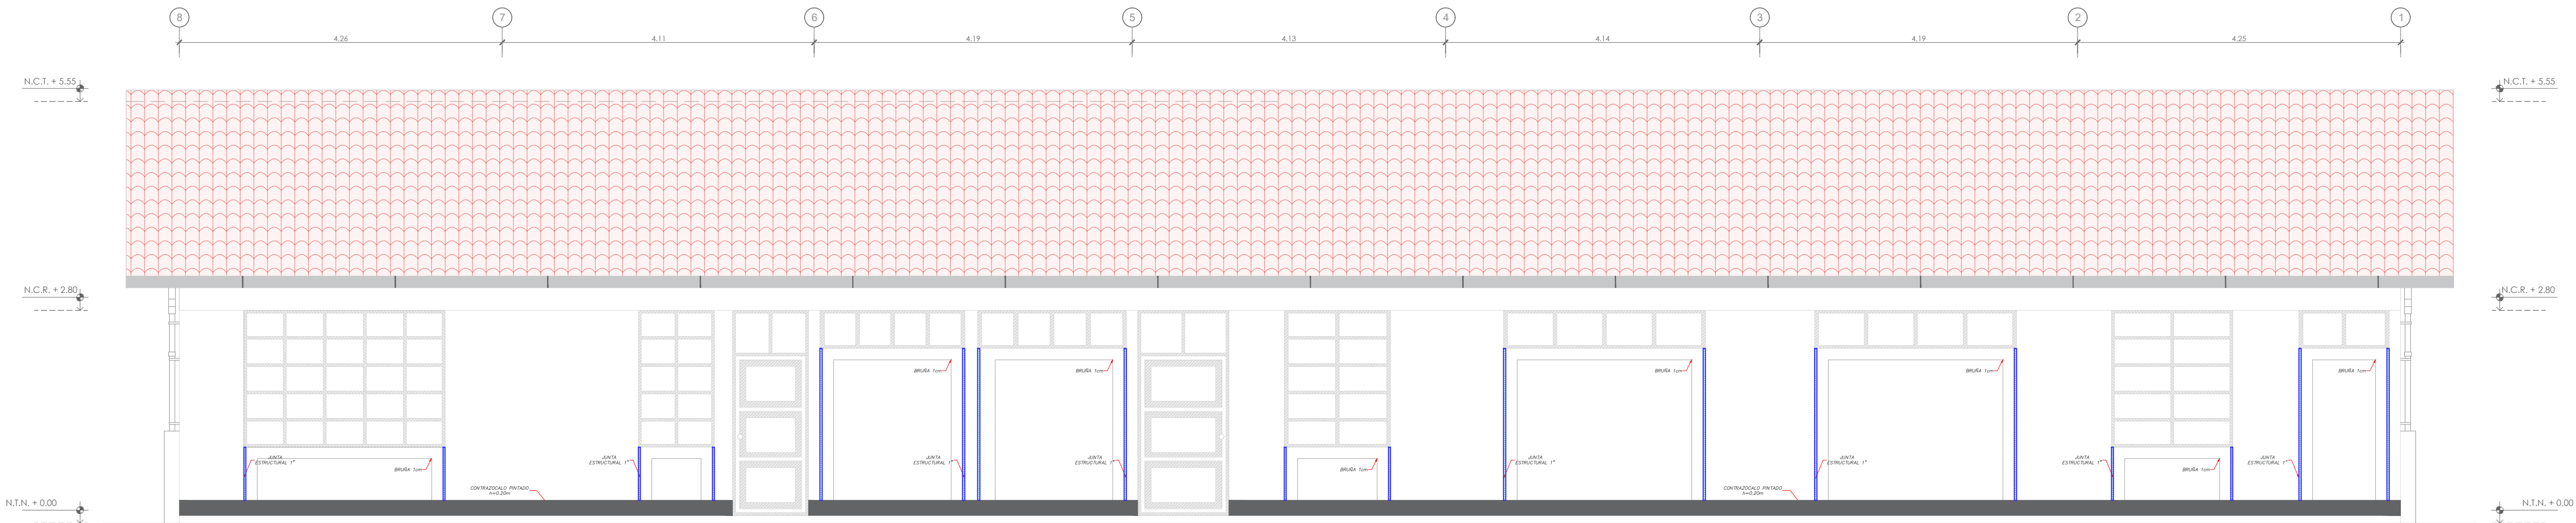 8 7 6 5 4 3 2 1
4.26 4.11 4.19 4.13 4.14 4.19 4.25
N.C.T. + 5.55 N.C.T. + 5.55
N.C.R. + 2.80 N.C.R. + 2.80
BRUÑA 1cm BRUÑA 1cm BRUÑA 1cm BRUÑA 1cm BRUÑA 1cm
JUNTA
ESTRUCTURAL 1"
BRUÑA 1cm
JUNTA
ESTRUCTURAL 1"
JUNTA
ESTRUCTURAL 1"
JUNTA
ESTRUCTURAL 1"
BRUÑA 1cm
JUNTA
ESTRUCTURAL 1"
JUNTA
ESTRUCTURAL 1"
JUNTA
ESTRUCTURAL 1"
BRUÑA 1cm
JUNTA
ESTRUCTURAL 1"
CONTRAZOCALO PINTADO
h=0.20m
CONTRAZOCALO PINTADO
h=0.20m
N.T.N. + 0.00 N.T.N. + 0.00